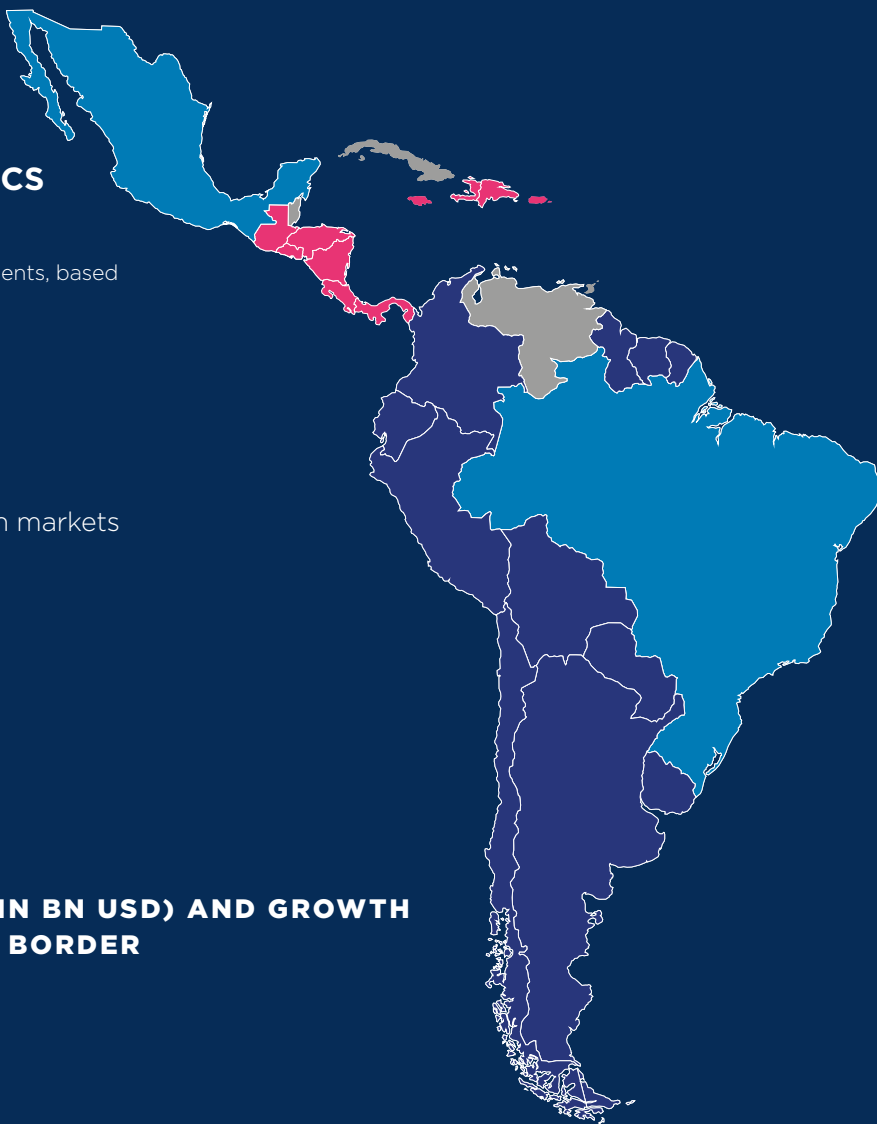 CS
ents, based
n markets
IN BN USD) AND GROWTH
BORDER